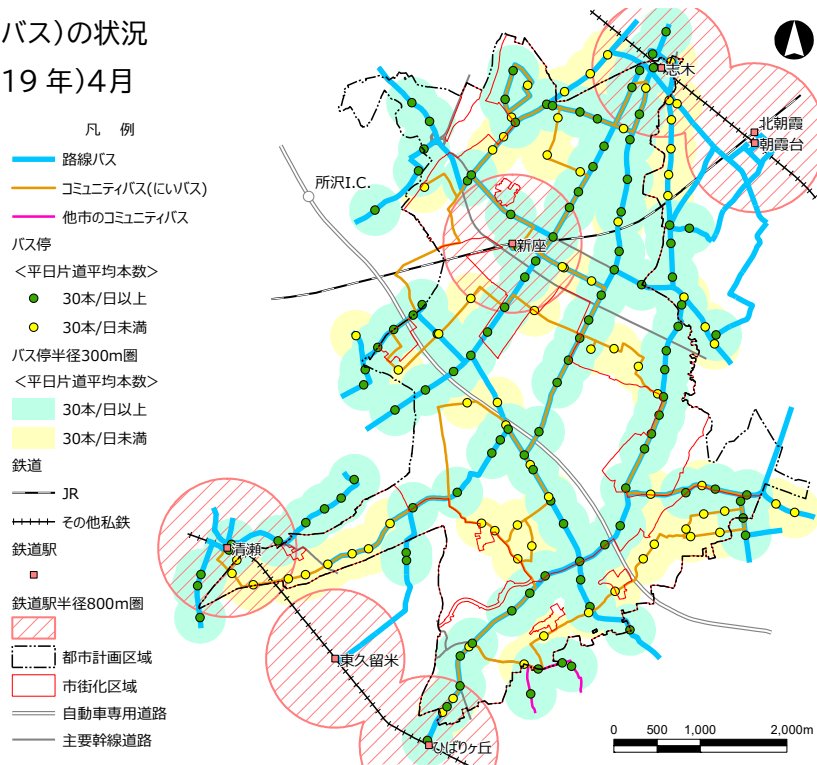 バス)の状況
19 年)4月
凡 例
路線バス
コミュニティバス(にいバス)
他市のコミュニティバス
バス停
<平日片道平均本数>
30本/日以上
30本/日未満
バス停半径300m圏
<平日片道平均本数>
30本/日以上
30本/日未満
鉄道
JR
その他私鉄
鉄道駅
鉄道駅半径800m圏
都市計画区域
市街化区域
自動車専用道路
主要幹線道路
志木
北朝霞
朝霞台
所沢I.C.
新座
清瀬
東久留米
ひばりヶ丘
0 500 1,000 2,000m